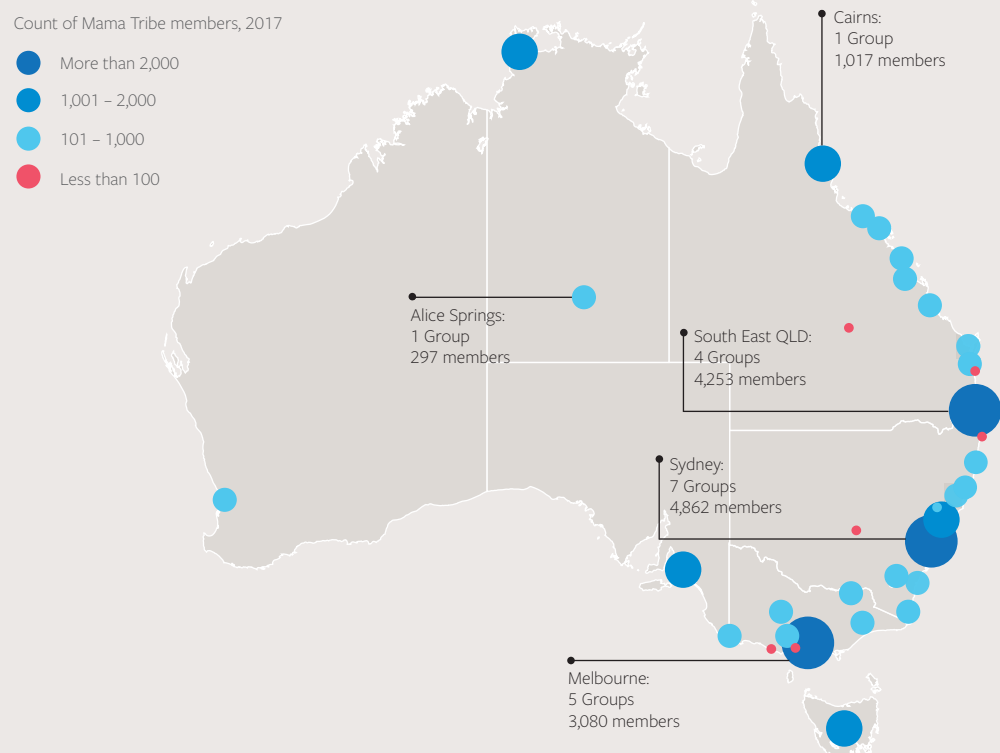 Count of Mama Tribe members, 2017
More than 2,000
1,001 – 2,000
101 – 1,000
Less than 100
Cairns:
1 Group
1,017 members
Alice Springs:
1 Group
297 members
South East QLD:
4 Groups
4,253 members
Sydney:
7 Groups
4,862 members
Melbourne:
5 Groups
3,080 members